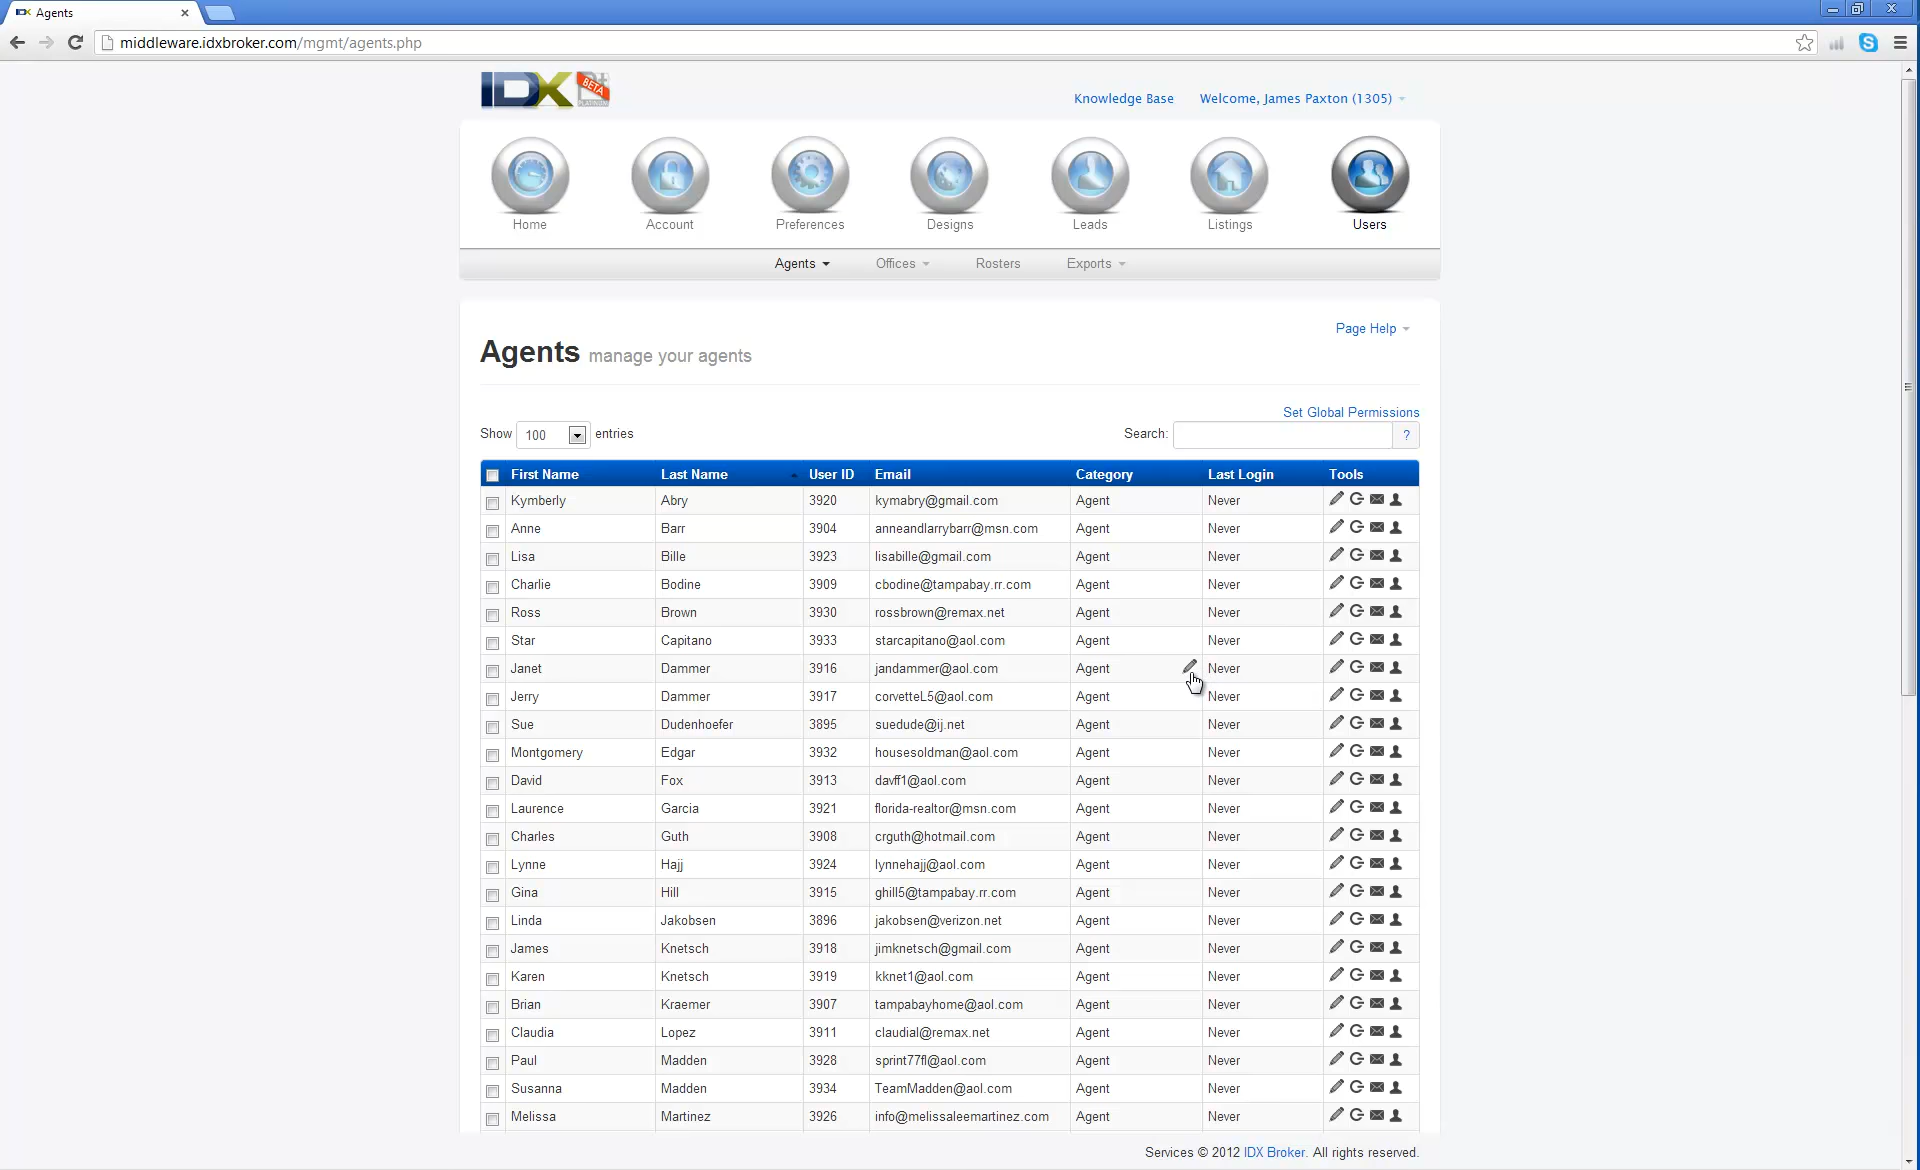 Agents
middleware.idxbroker.com/mgmt/agents.php
IDX BETA
Knowledge Base Welcome, James Paxton (1305)
Home Account Preferences Designs Leads Listings Users
Agents Offices Rosters Exports
Page Help
Agents manage your agents
Set Global Permissions
Show 100 entries Search: ?
First Name Last Name User ID Email Category Last Login Tools
Kymberly Abry 3920 kymabry@gmail.com Agent Never
Anne Barr 3904 anneandlarrybarr@msn.com Agent Never
Lisa Bille 3923 lisabille@gmail.com Agent Never
Charlie Bodine 3909 cbodine@tampabay.rr.com Agent Never
Ross Brown 3930 rossbrown@remax.net Agent Never
Star Capitano 3933 starcapitano@aol.com Agent Never
Janet Dammer 3916 jandammer@aol.com Agent Never
Jerry Dammer 3917 corvetteL5@aol.com Agent Never
Sue Dudenhoefer 3895 suedude@ij.net Agent Never
Montgomery Edgar 3932 housesoldman@aol.com Agent Never
David Fox 3913 davff1@aol.com Agent Never
Laurence Garcia 3921 florida-realtor@msn.com Agent Never
Charles Guth 3908 crguth@hotmail.com Agent Never
Lynne Hajj 3924 lynnehajj@aol.com Agent Never
Gina Hill 3915 ghill5@tampabay.rr.com Agent Never
Linda Jakobsen 3896 jakobsen@verizon.net Agent Never
James Knetsch 3918 jimknetsch@gmail.com Agent Never
Karen Knetsch 3919 kknet1@aol.com Agent Never
Brian Kraemer 3907 tampabayhome@aol.com Agent Never
Claudia Lopez 3911 claudial@remax.net Agent Never
Paul Madden 3928 sprint77fl@aol.com Agent Never
Susanna Madden 3934 TeamMadden@aol.com Agent Never
Melissa Martinez 3926 info@melissaleemartinez.com Agent Never
Services © 2012 IDX Broker. All rights reserved.